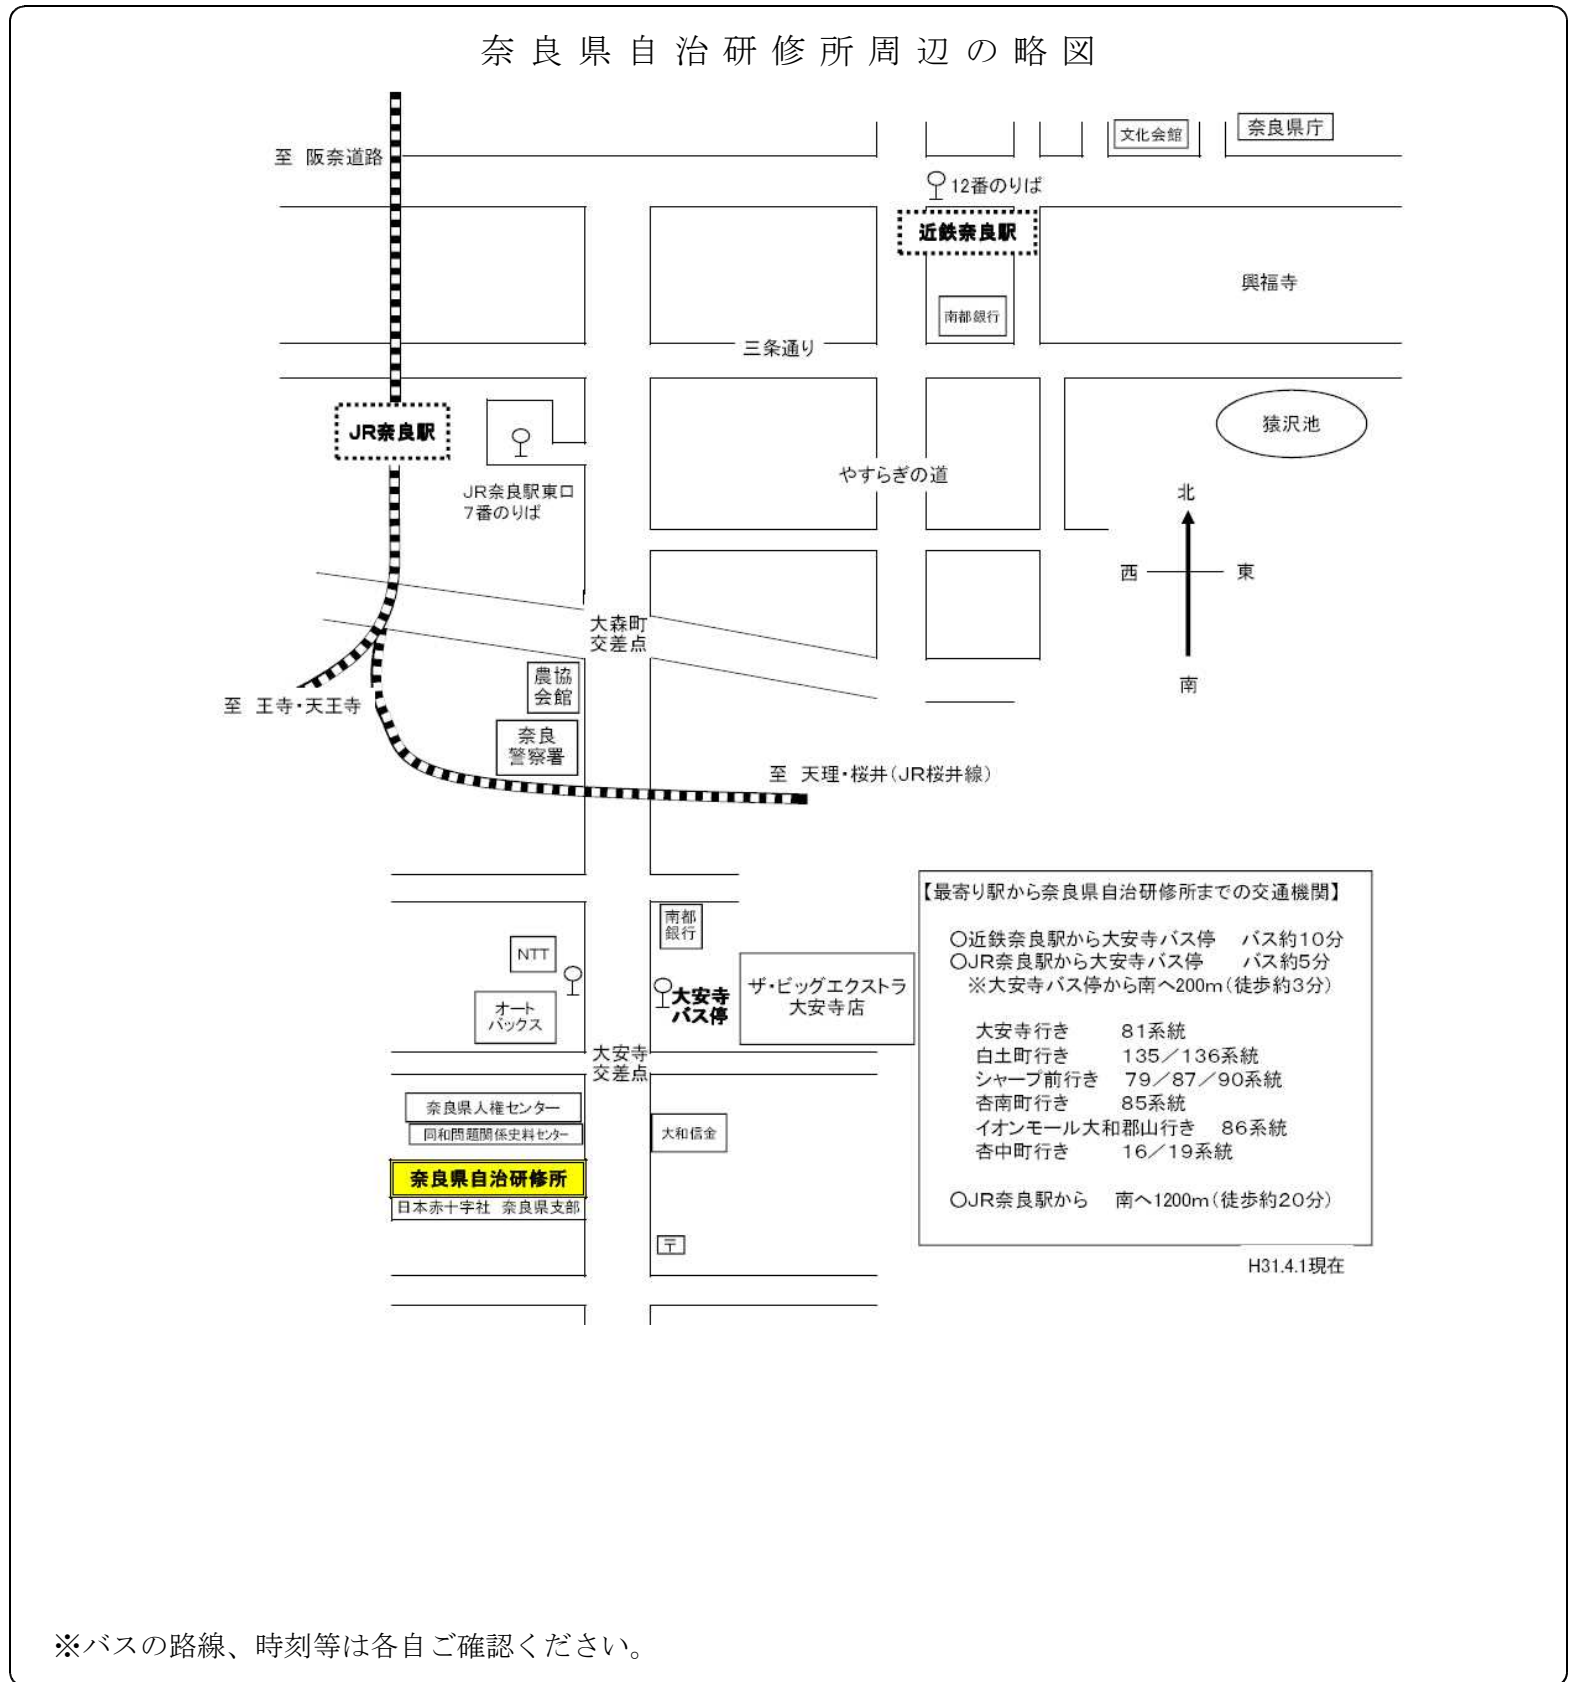 奈良県自治研修所周辺の略図
文化会館
奈良県庁
至　阪奈道路
12番のりば
近鉄奈良駅
興福寺
南都銀行
三条通り
JR奈良駅
猿沢池
やすらぎの道
JR奈良駅東口
7番のりば
北
西
東
南
大森町
交差点
農協
会館
至　王寺・天王寺
奈良
警察署
至　天理・桜井(JR桜井線)
南都
銀行
NTT
大安寺
バス停
ザ・ビッグエクストラ
大安寺店
オート
バックス
大安寺
交差点
奈良県人権センター
同和問題関係史料センター
大和信金
奈良県自治研修所
日本赤十字社　奈良県支部
〒
【最寄り駅から奈良県自治研修所までの交通機関】
○近鉄奈良駅から大安寺バス停　バス約10分
○JR奈良駅から大安寺バス停　バス約5分
※大安寺バス停から南へ200m(徒歩約3分)
大安寺行き　81系統
白土町行き　135／136系統
シャープ前行き　79／87／90系統
杏南町行き　85系統
イオンモール大和郡山行き　86系統
杏中町行き　16／19系統
○JR奈良駅から　南へ1200m(徒歩約20分)
H31.4.1現在
※バスの路線、時刻等は各自ご確認ください。